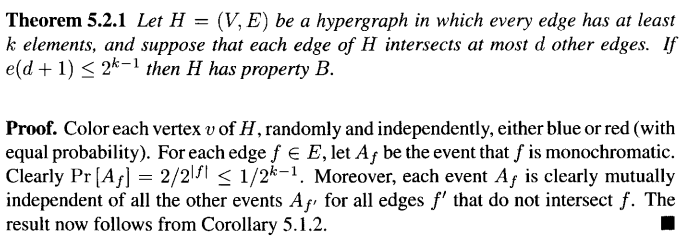 Theorem 5.2.1 Let H = (V, E) be a hypergraph in which every edge has at least
k elements, and suppose that each edge of H intersects at most d other edges. If
e(d + 1) ≤ 2^{k−1} then H has property B.
Proof. Color each vertex v of H, randomly and independently, either blue or red (with
equal probability). For each edge f ∈ E, let A_f be the event that f is monochromatic.
Clearly Pr [A_f] = 2/2^{|f|} ≤ 1/2^{k−1}. Moreover, each event A_f is clearly mutually
independent of all the other events A_{f′} for all edges f′ that do not intersect f. The
result now follows from Corollary 5.1.2. ■